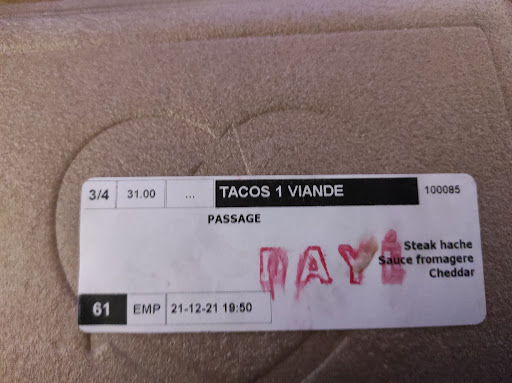 3/4 31.00 ... TACOS 1 VIANDE 100085
PASSAGE
PAYÉ
Steak hache
Sauce fromagere
Cheddar
61 EMP 21-12-21 19:50